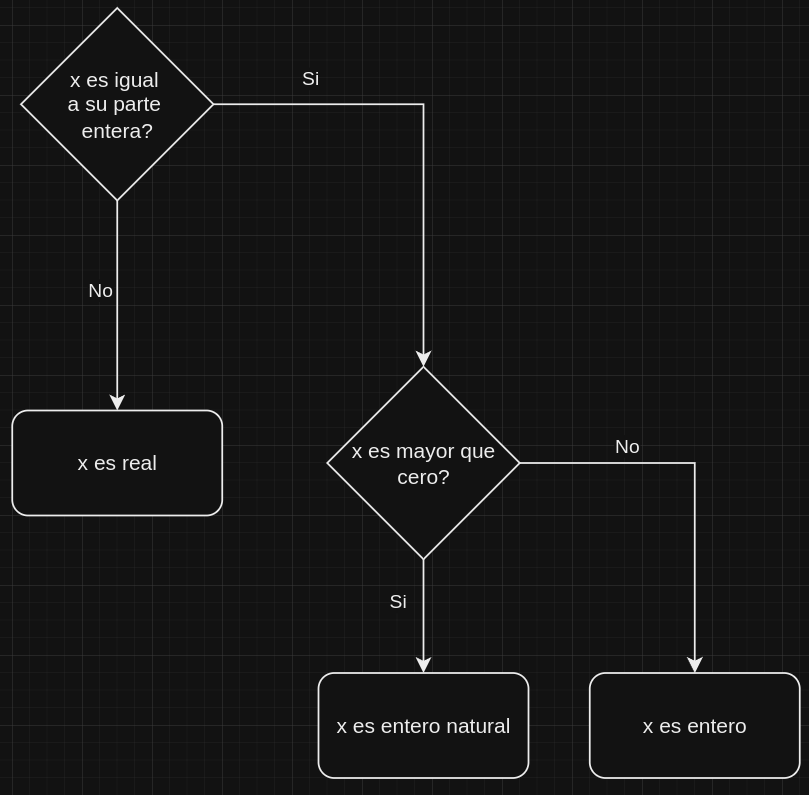 x es igual
a su parte
entera?
Si
No
x es real
x es mayor que
cero?
No
Si
x es entero natural
x es entero